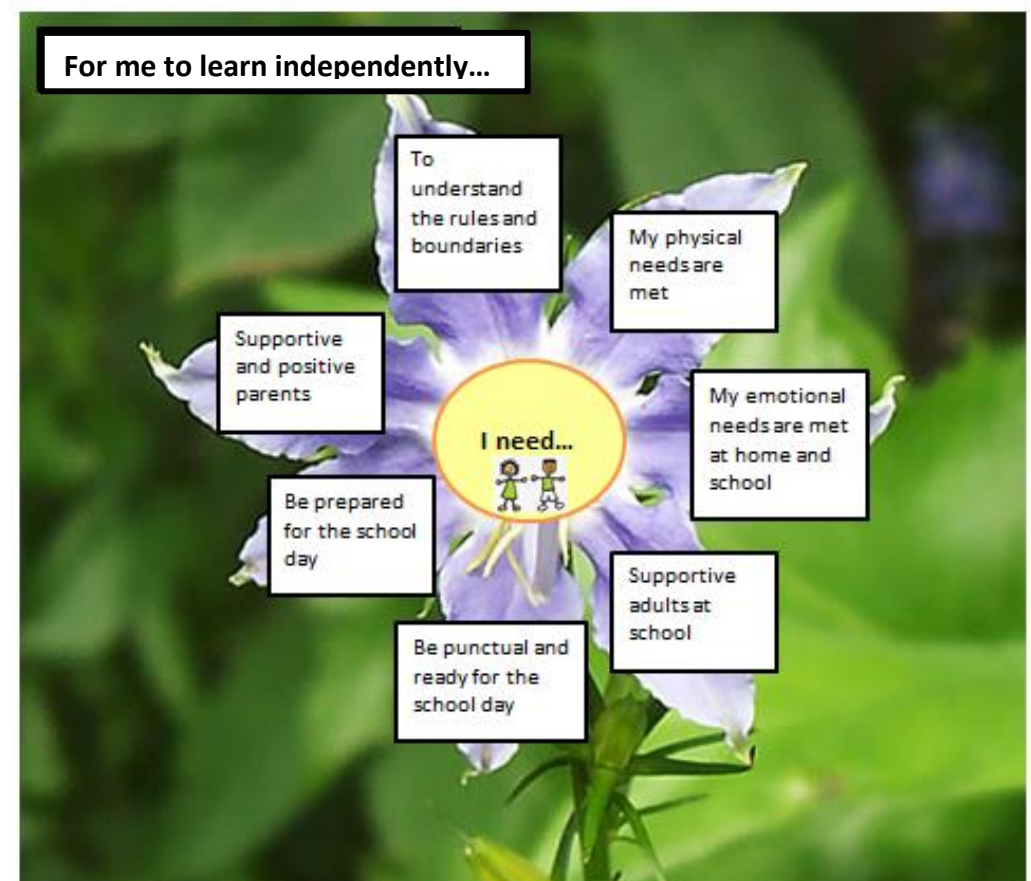 For me to learn independently...
To
understand
the rules and
boundaries
My physical
needs are
met
Supportive
and positive
parents
I need...
My emotional
needs are met
at home and
school
Be prepared
for the school
day
Supportive
adults at
school
Be punctual and
ready for the
school day